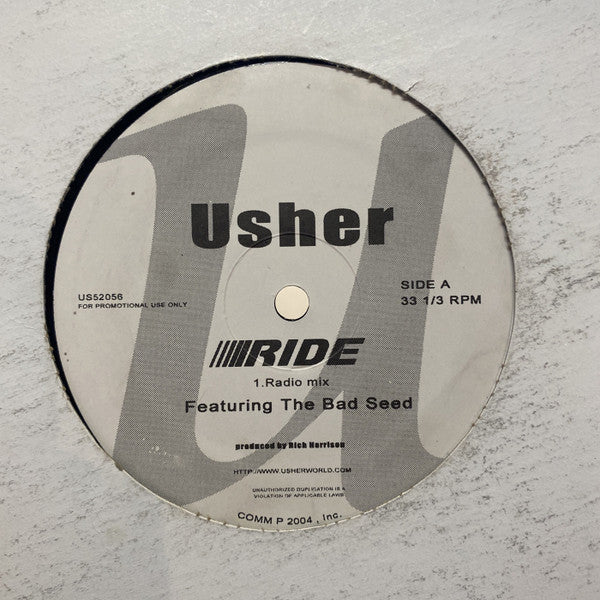 Usher
US52056
FOR PROMOTIONAL USE ONLY
SIDE A
33 1/3 RPM
RIDE
1.Radio mix
Featuring The Bad Seed
produced by Rich Harrison
HTTP://WWW.USHERWORLD.COM
UNAUTHORIZED DUPLICATION IS A
VIOLATION OF APPLICABLE LAWS
COMM P 2004 , Inc.